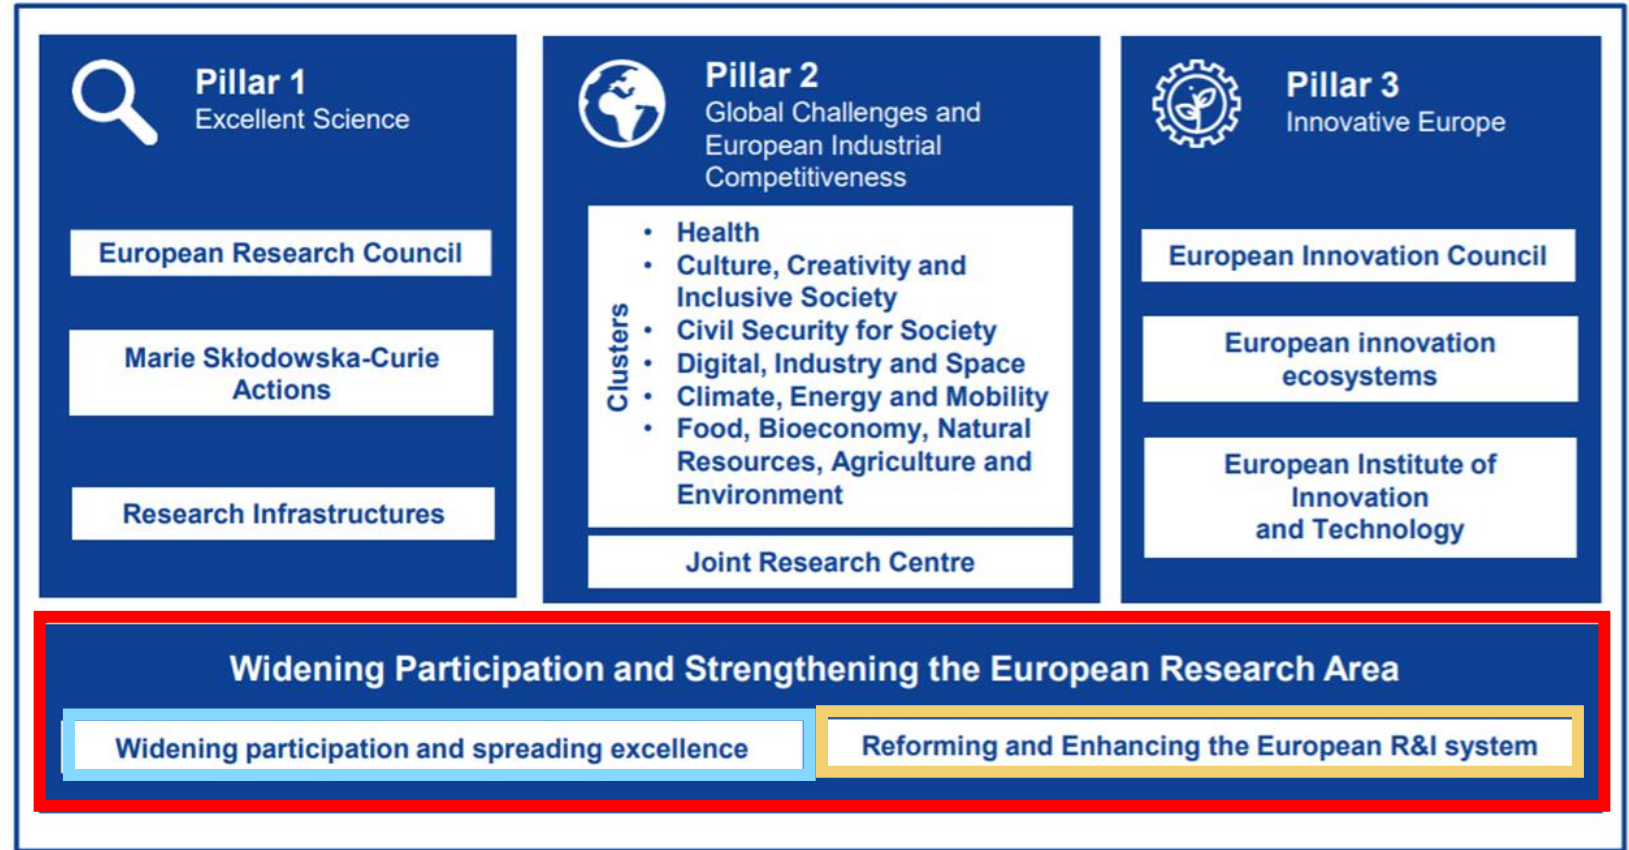 Pillar 1
Excellent Science
European Research Council
Marie Skłodowska-Curie
Actions
Research Infrastructures
Pillar 2
Global Challenges and
European Industrial
Competitiveness
Clusters
• Health
• Culture, Creativity and
Inclusive Society
• Civil Security for Society
• Digital, Industry and Space
• Climate, Energy and Mobility
• Food, Bioeconomy, Natural
Resources, Agriculture and
Environment
Joint Research Centre
Pillar 3
Innovative Europe
European Innovation Council
European innovation
ecosystems
European Institute of
Innovation
and Technology
Widening Participation and Strengthening the European Research Area
Widening participation and spreading excellence
Reforming and Enhancing the European R&I system